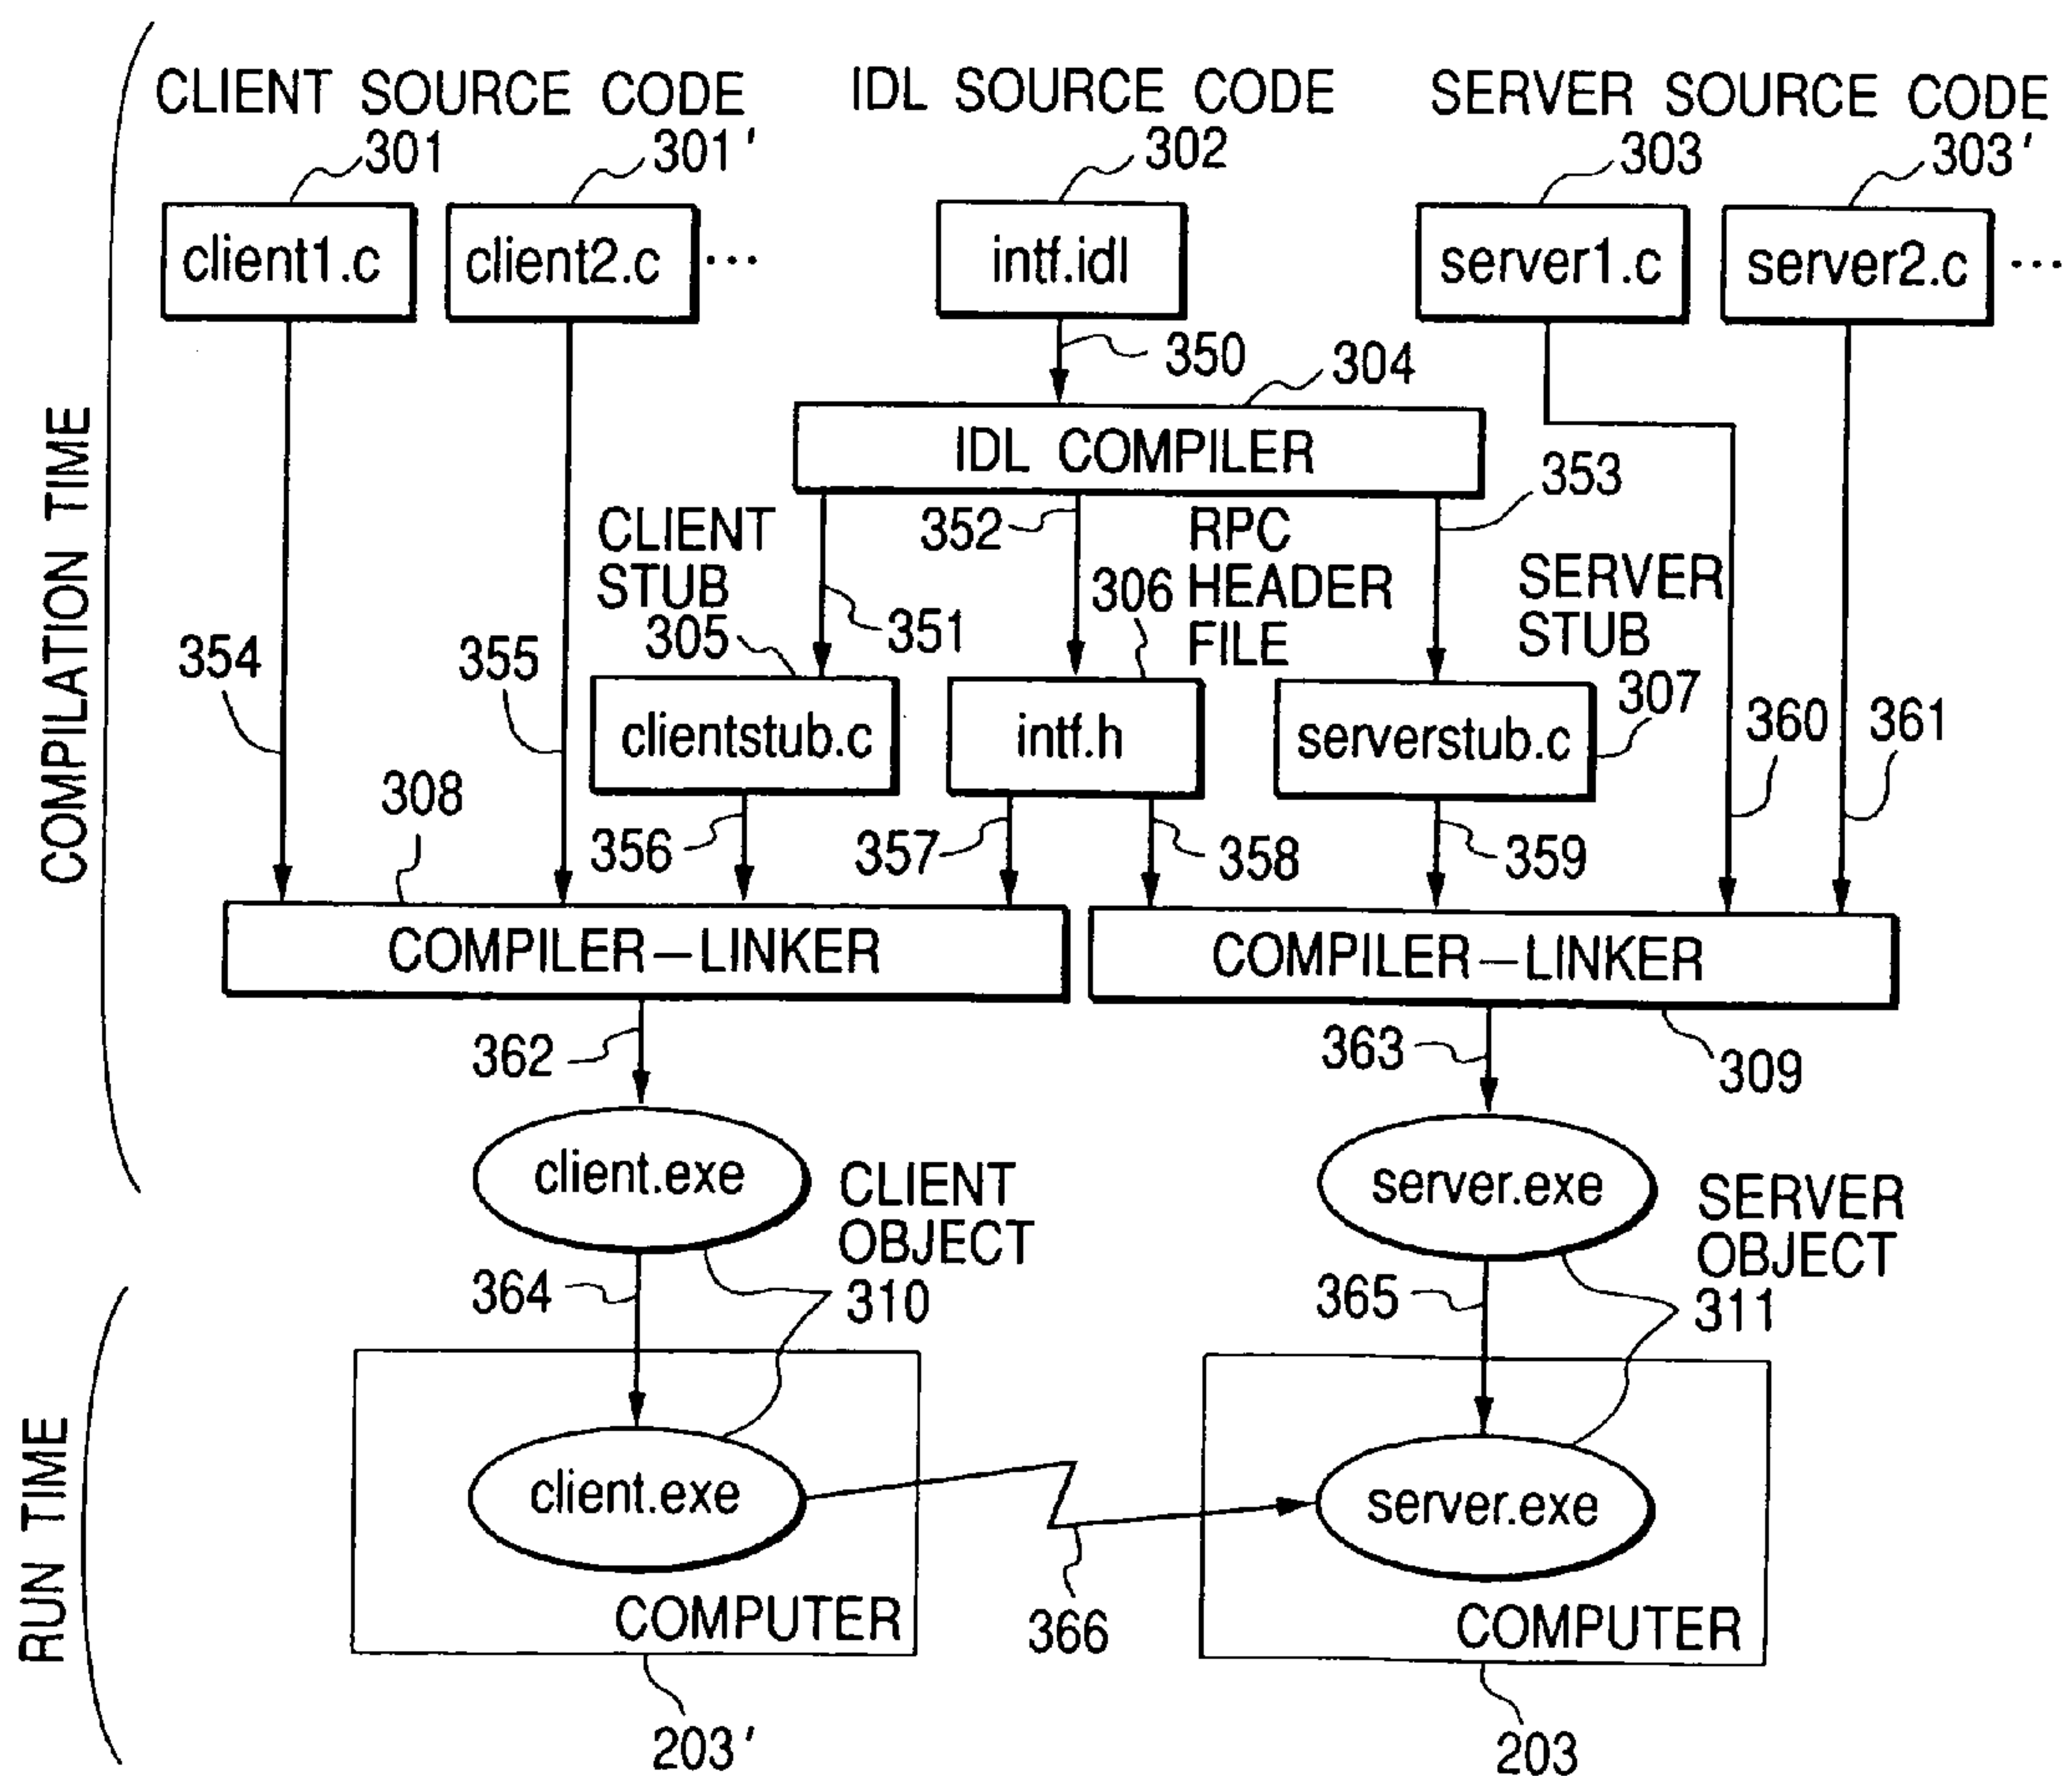 CLIENT SOURCE CODE
IDL SOURCE CODE
SERVER SOURCE CODE
301
301'
302
303
303'
client1.c
client2.c
...
intf.idl
server1.c
server2.c
...
350
304
IDL COMPILER
353
CLIENT
STUB
305
352
RPC
HEADER
FILE
306
351
SERVER
STUB
307
COMPILATION TIME
354
355
clientstub.c
intf.h
serverstub.c
360
361
308
356
357
358
359
COMPILER—LINKER
COMPILER—LINKER
362
363
309
client.exe
CLIENT
OBJECT
310
server.exe
SERVER
OBJECT
311
364
365
RUN TIME
client.exe
server.exe
COMPUTER
366
COMPUTER
203'
203